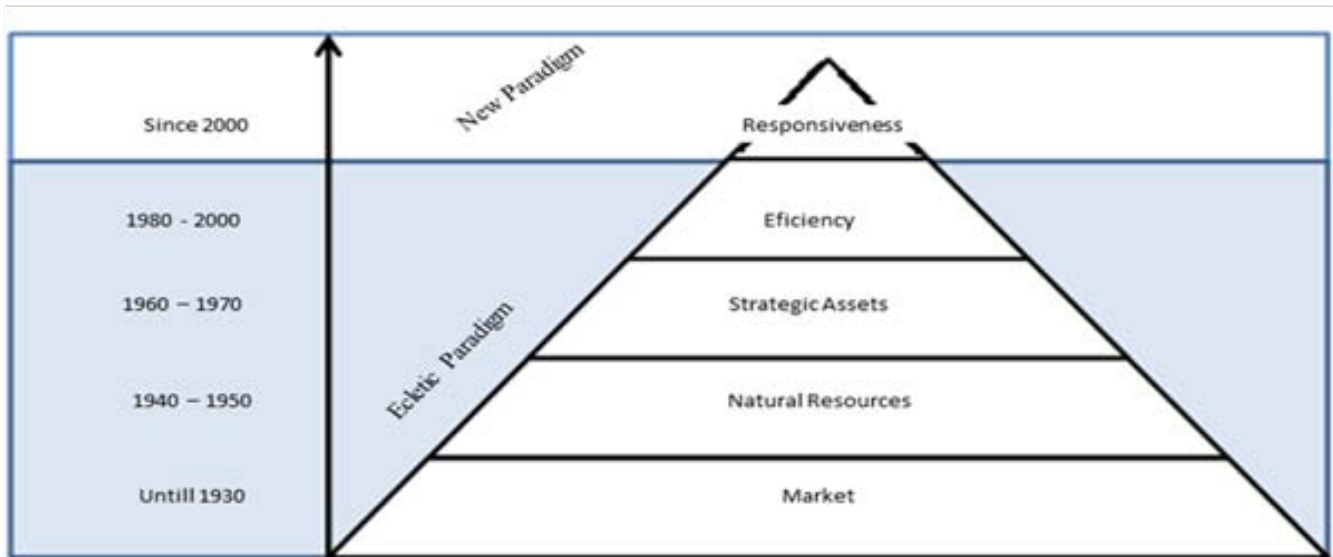 New Paradigm
Since 2000
Responsiveness
1980 - 2000
Eficiency
1960 – 1970
Strategic Assets
Ecletic Paradigm
1940 – 1950
Natural Resources
Untill 1930
Market